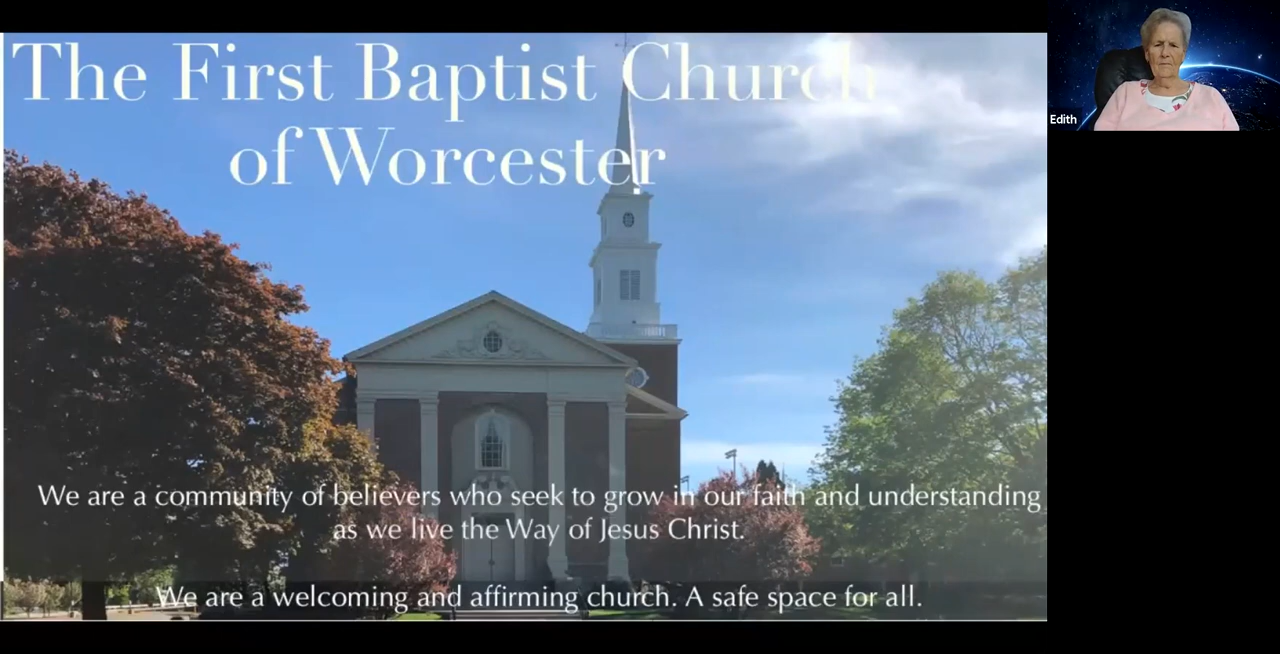 The First Baptist Church
of Worcester
We are a community of believers who seek to grow in our faith and understanding
as we live the Way of Jesus Christ.
We are a welcoming and affirming church. A safe space for all.
Edith